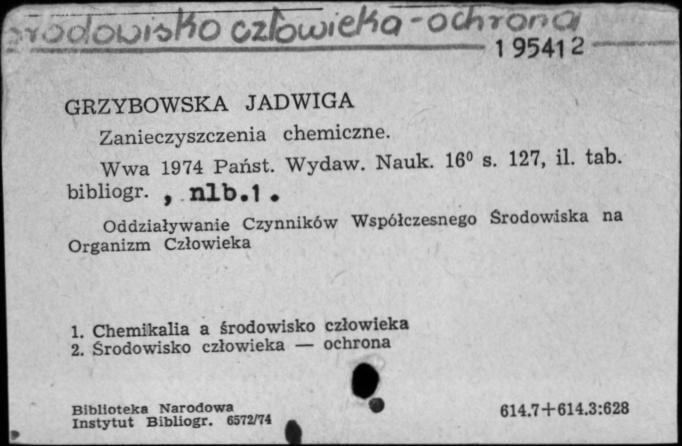 środowisko człowieka - ochrona
195412
GRZYBOWSKA JADWIGA
Zanieczyszczenia chemiczne.
Wwa 1974 Państ. Wydaw. Nauk. 16⁰ s. 127, il. tab.
bibliogr. , nlb.1.
Oddziaływanie Czynników Współczesnego Środowiska na
Organizm Człowieka
1. Chemikalia a środowisko człowieka
2. Środowisko człowieka — ochrona
Biblioteka Narodowa
Instytut Bibliogr. 6572/74
614.7+614.3:628